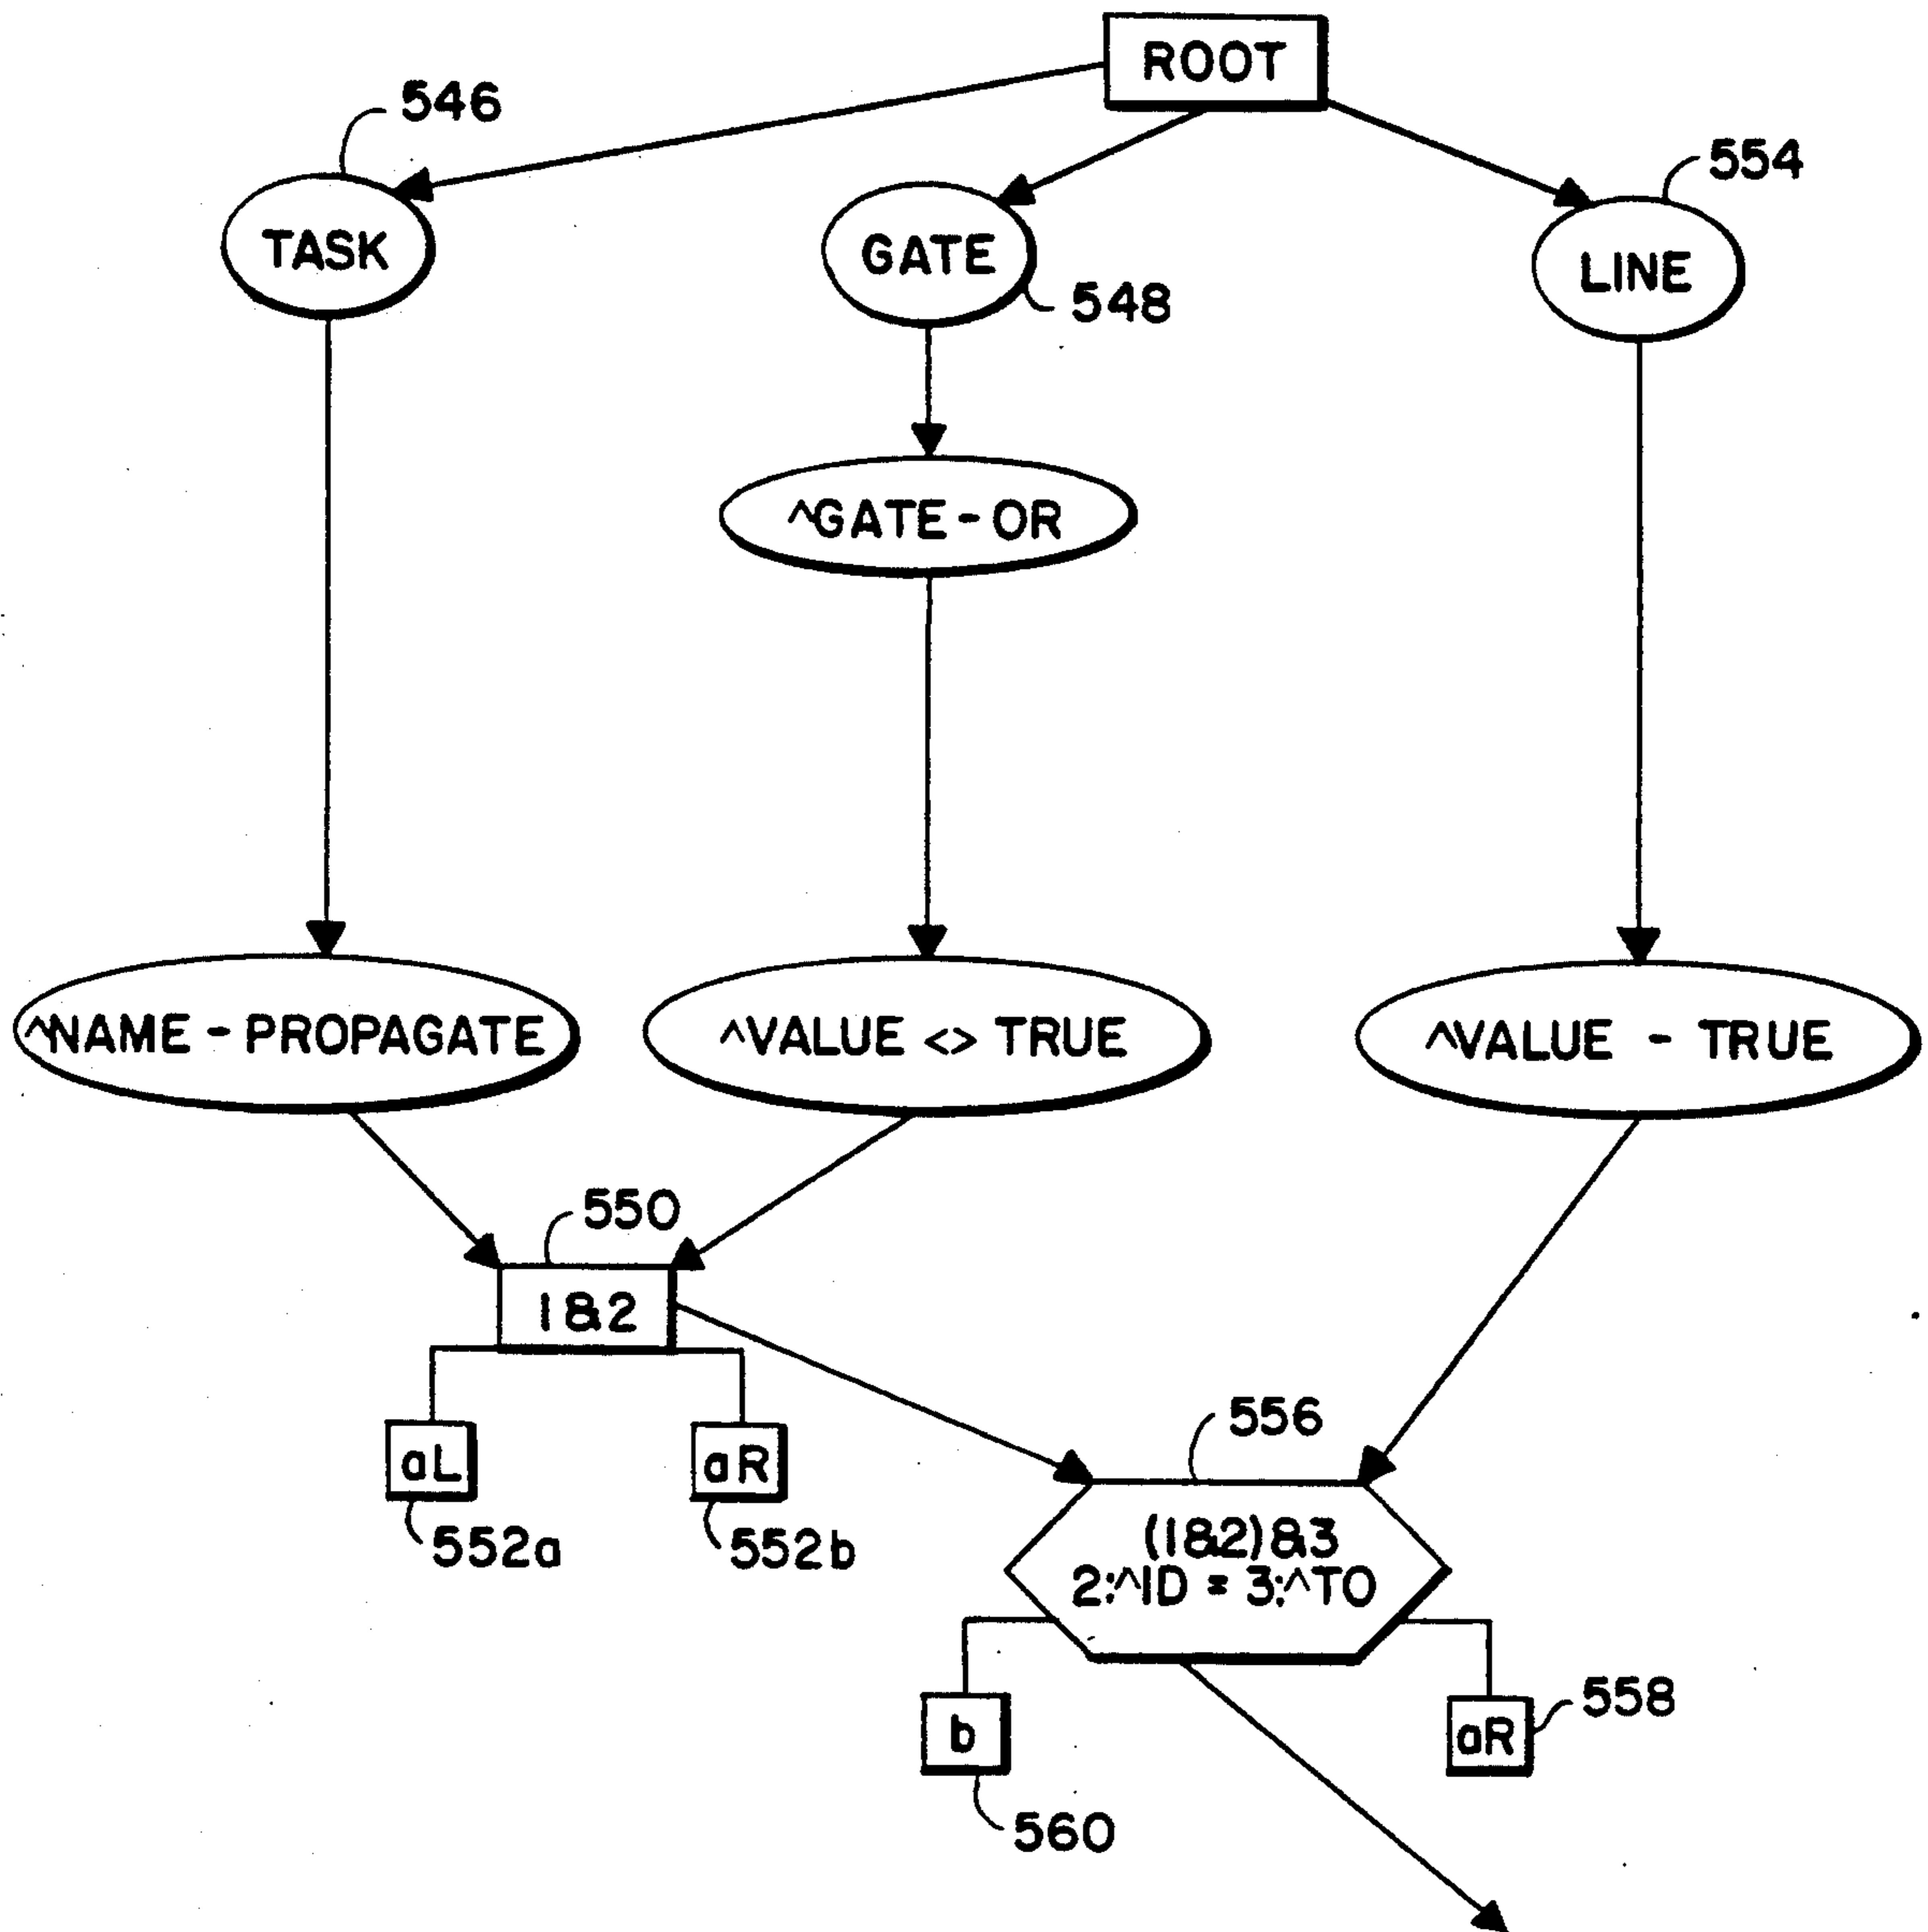 ROOT
546
554
TASK
GATE
LINE
548
^GATE - OR
^NAME - PROPAGATE
^VALUE <> TRUE
^VALUE - TRUE
550
1&2
556
aL
aR
552a
552b
(1&2)&3
2:^ID = 3:^TO
b
aR
558
560